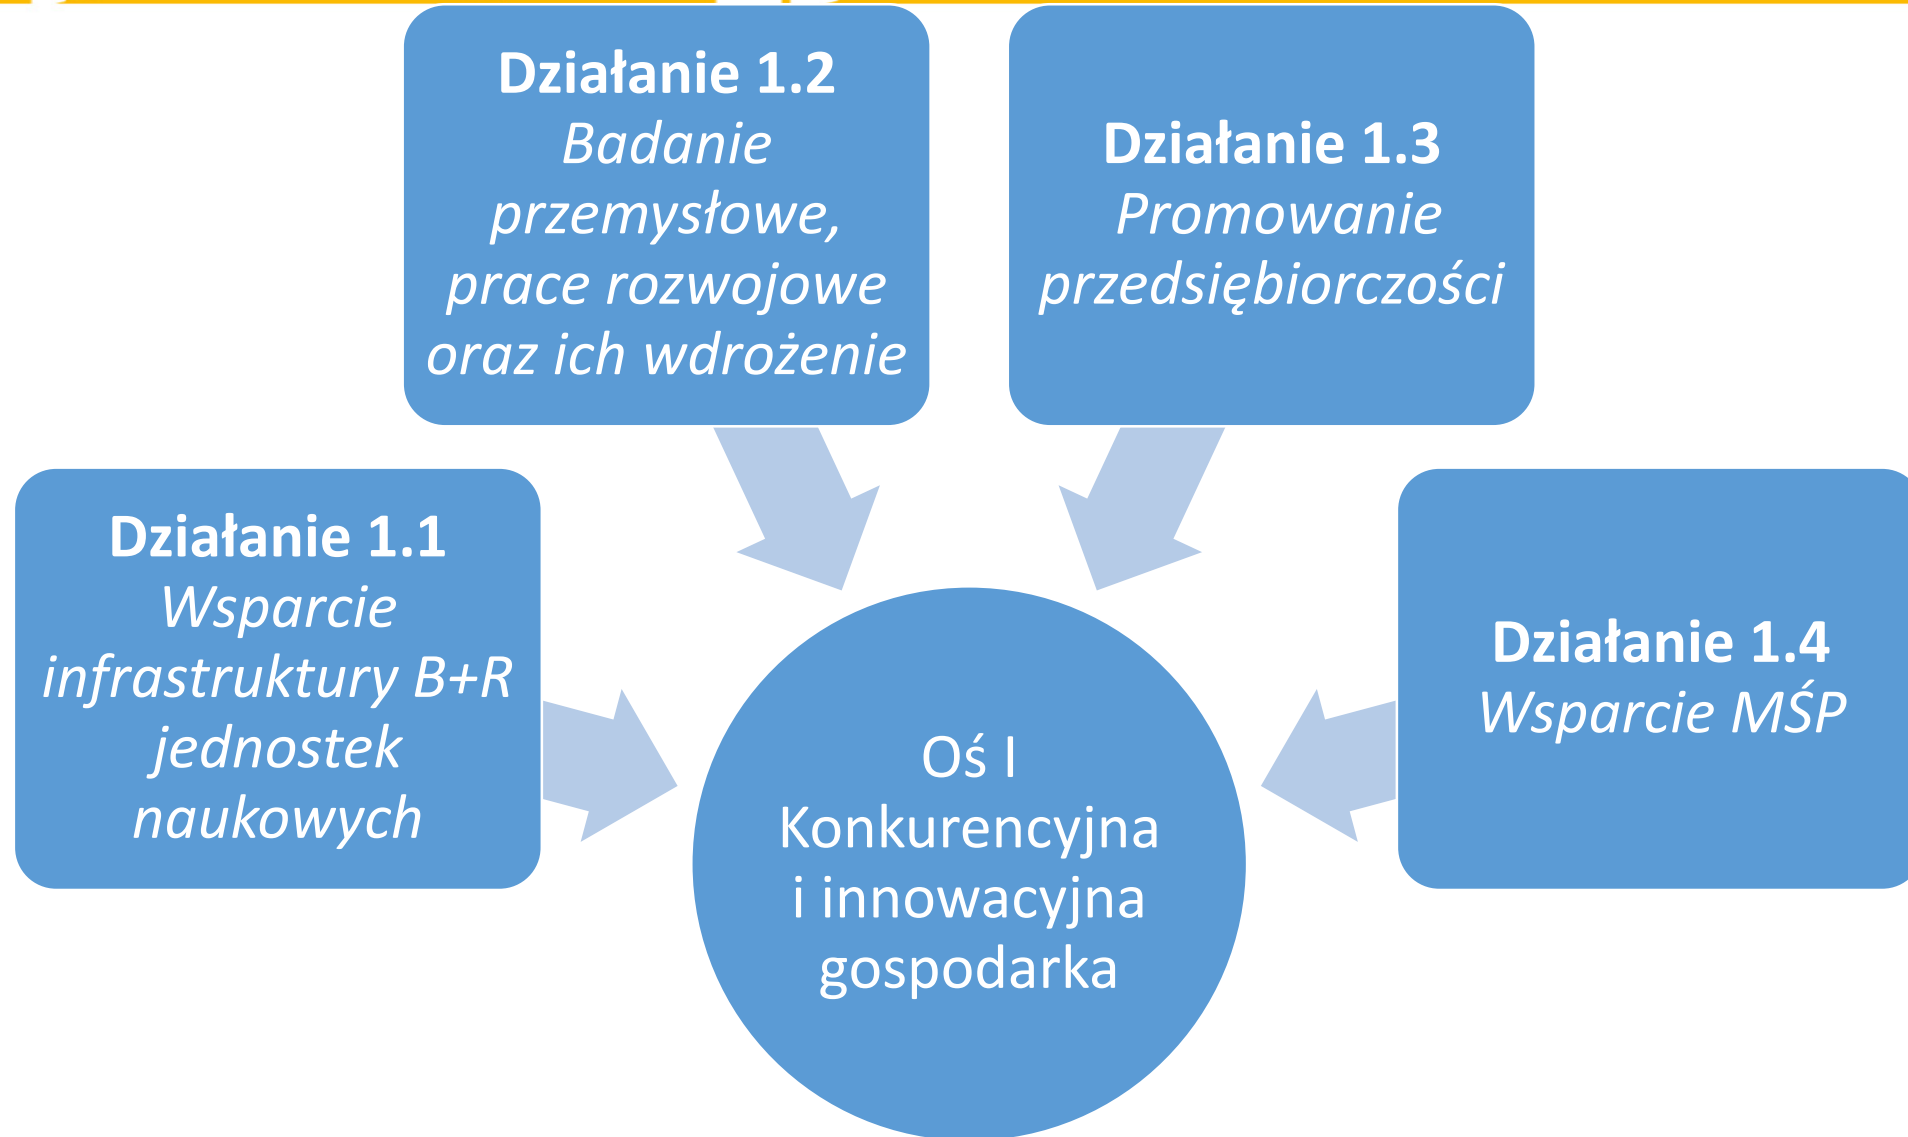 Działanie 1.2
Badanie
przemysłowe,
prace rozwojowe
oraz ich wdrożenie
Działanie 1.3
Promowanie
przedsiębiorczości
Działanie 1.1
Wsparcie
infrastruktury B+R
jednostek
naukowych
Działanie 1.4
Wsparcie MŚP
Oś I
Konkurencyjna
i innowacyjna
gospodarka